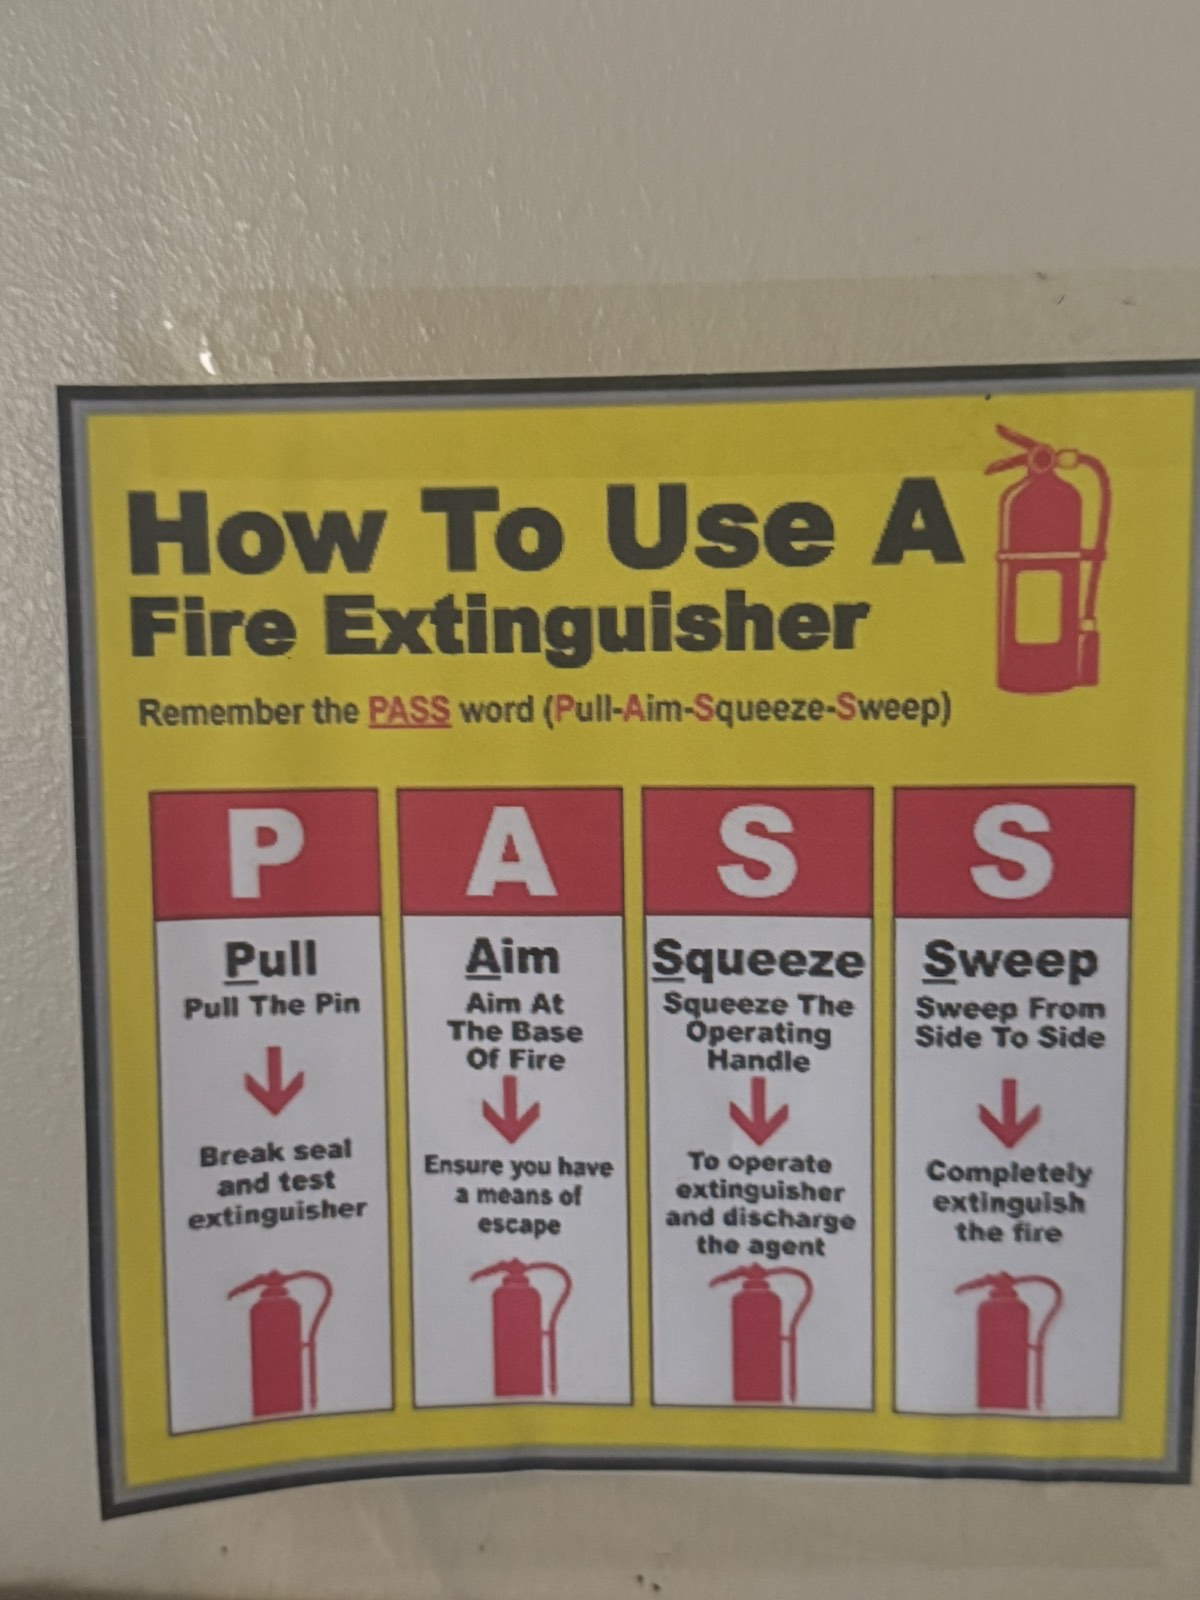 How To Use A
Fire Extinguisher
Remember the PASS word (Pull-Aim-Squeeze-Sweep)
P
Pull
Pull The Pin
Break seal
and test
extinguisher
A
Aim
Aim At
The Base
Of Fire
Ensure you have
a means of
escape
S
Squeeze
Squeeze The
Operating
Handle
To operate
extinguisher
and discharge
the agent
S
Sweep
Sweep From
Side To Side
Completely
extinguish
the fire